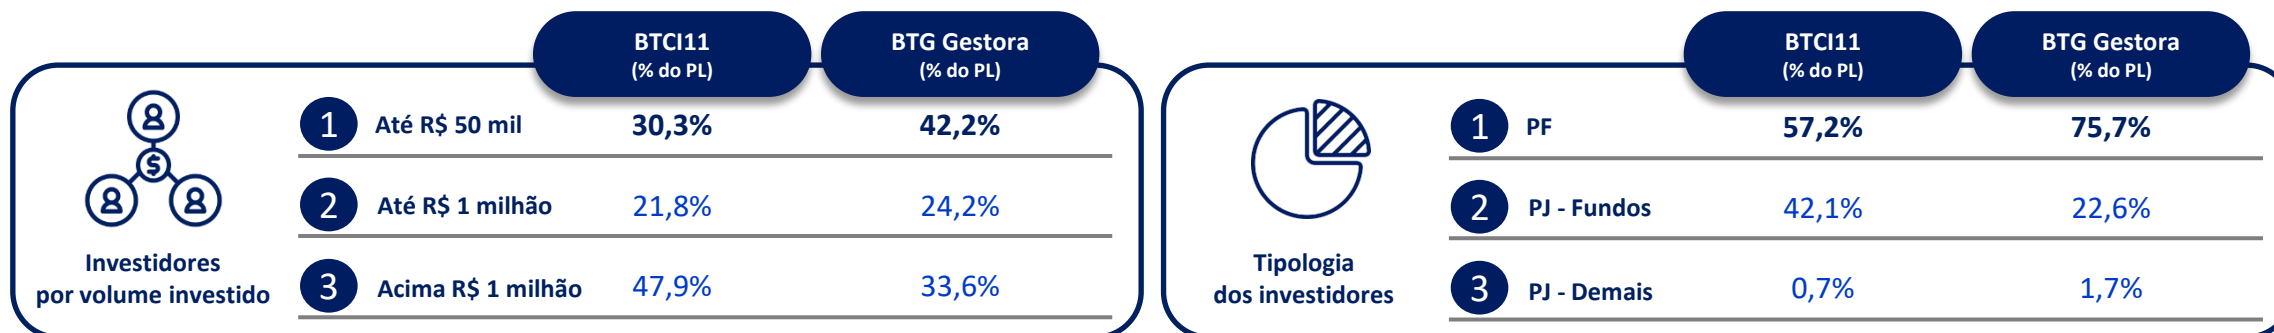 BTCI11
(% do PL)
BTG Gestora
(% do PL)
1 Até R$ 50 mil 30,3% 42,2%
2 Até R$ 1 milhão 21,8% 24,2%
3 Acima R$ 1 milhão 47,9% 33,6%
$
Investidores
por volume investido
BTCI11
(% do PL)
BTG Gestora
(% do PL)
1 PF 57,2% 75,7%
2 PJ - Fundos 42,1% 22,6%
3 PJ - Demais 0,7% 1,7%
Tipologia
dos investidores